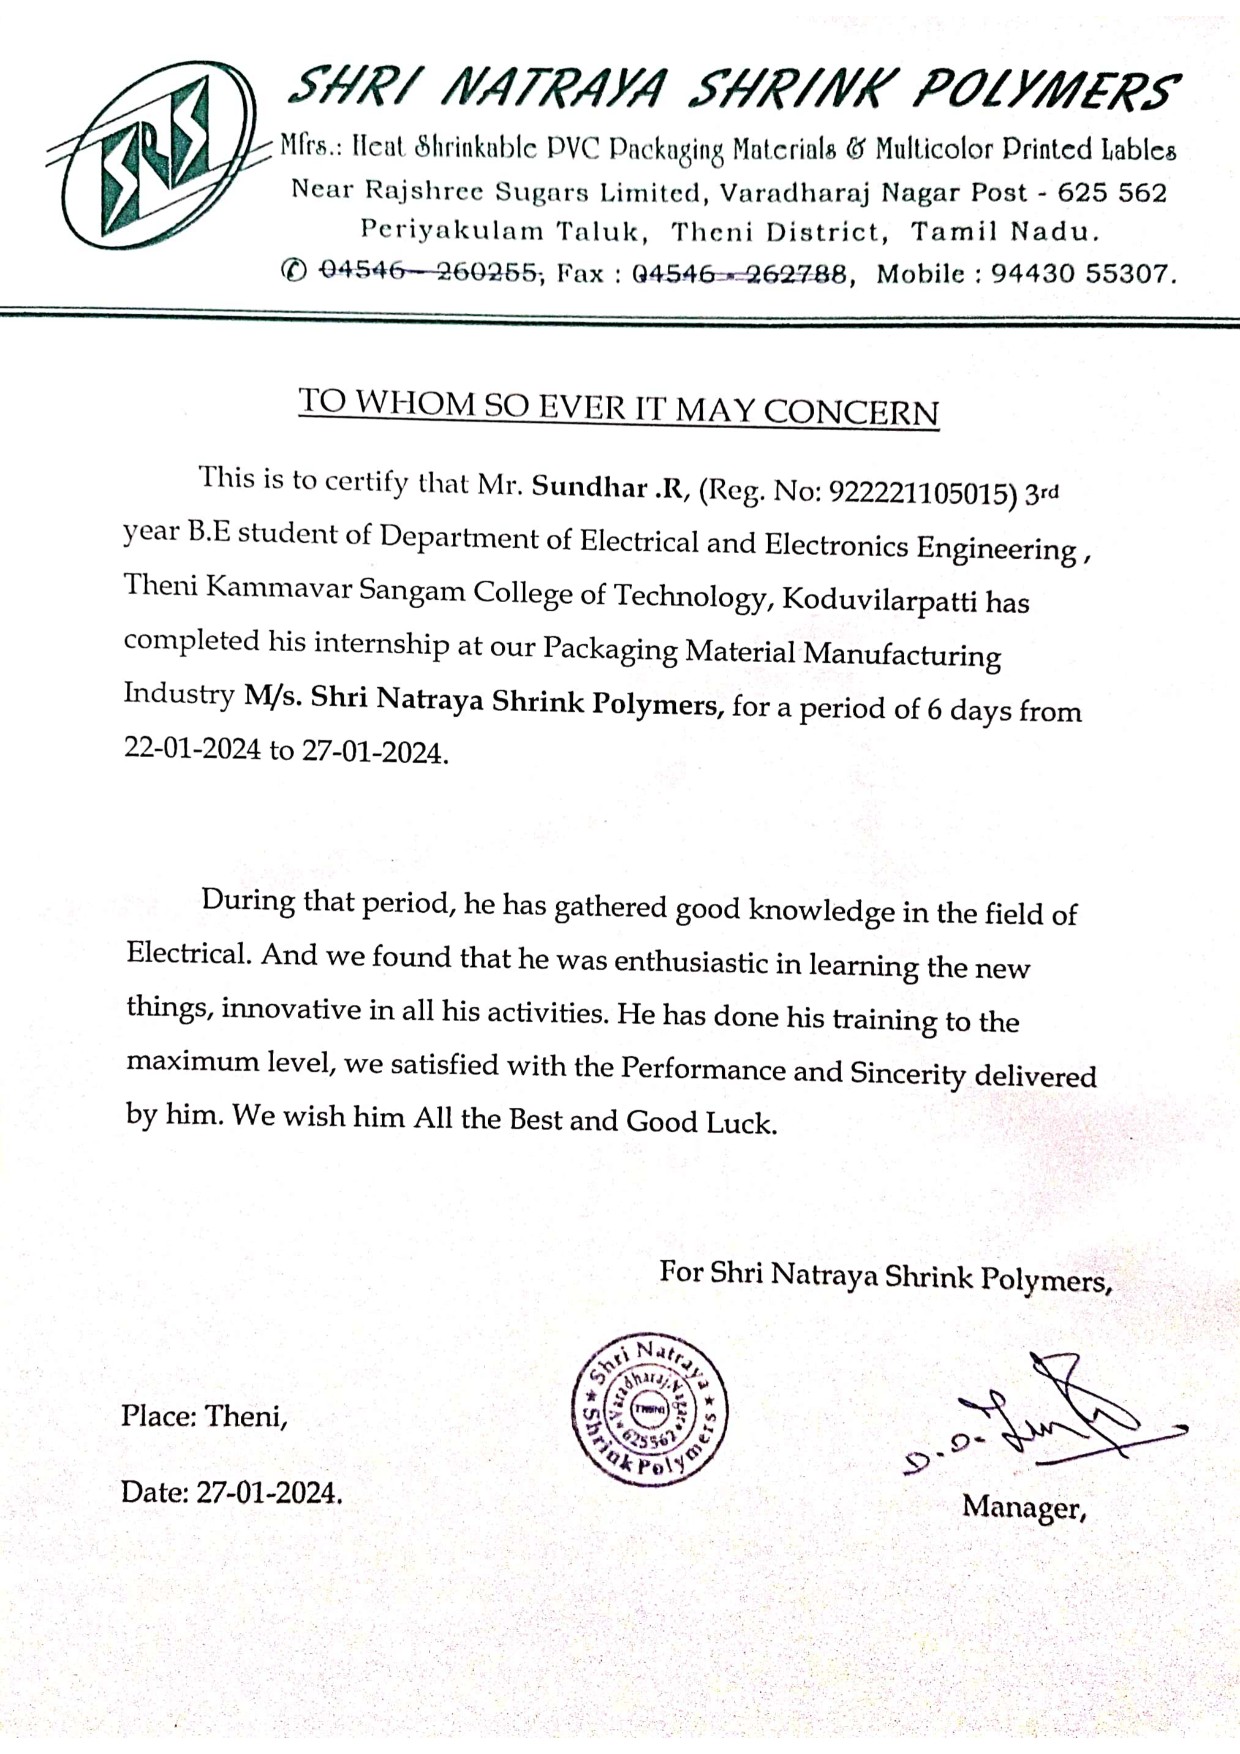 SRS
SHRI NATRAYA SHRINK POLYMERS
Mfrs.: Heat Shrinkable PVC Packaging Materials & Multicolor Printed Lables
Near Rajshree Sugars Limited, Varadharaj Nagar Post - 625 562
Periyakulam Taluk, Theni District, Tamil Nadu.
✆ 04546 - 260255, Fax : 04546 - 262788, Mobile : 94430 55307.
TO WHOM SO EVER IT MAY CONCERN
This is to certify that Mr. Sundhar .R, (Reg. No: 922221105015) 3rd
year B.E student of Department of Electrical and Electronics Engineering ,
Theni Kammavar Sangam College of Technology, Koduvilarpatti has
completed his internship at our Packaging Material Manufacturing
Industry M/s. Shri Natraya Shrink Polymers, for a period of 6 days from
22-01-2024 to 27-01-2024.
During that period, he has gathered good knowledge in the field of
Electrical. And we found that he was enthusiastic in learning the new
things, innovative in all his activities. He has done his training to the
maximum level, we satisfied with the Performance and Sincerity delivered
by him. We wish him All the Best and Good Luck.
For Shri Natraya Shrink Polymers,
★ Shri Natraya ★
Shrink Polymers
Varadharaj Nagar
★ 625562 ★
THENI
Place: Theni,
D.D.
Date: 27-01-2024.
Manager,